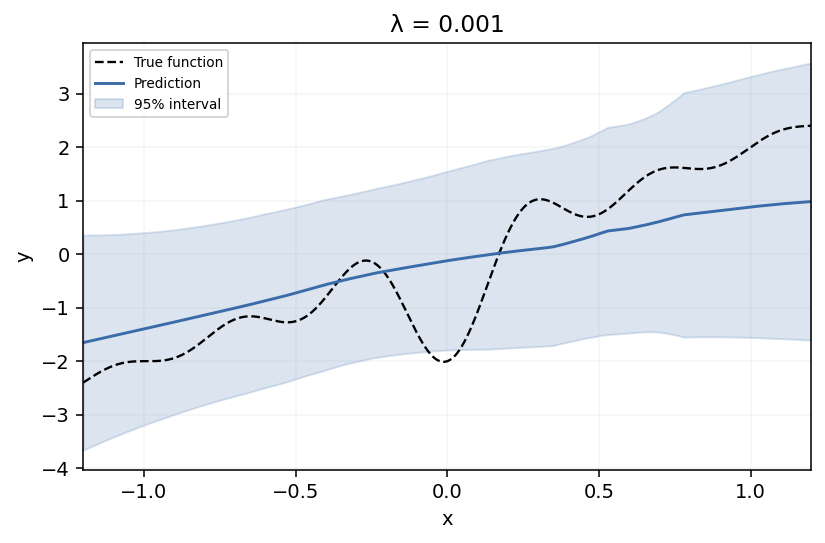 λ = 0.001
True function
Prediction
95% interval
y
3
2
1
0
−1
−2
−3
−4
−1.0 −0.5 0.0 0.5 1.0
x